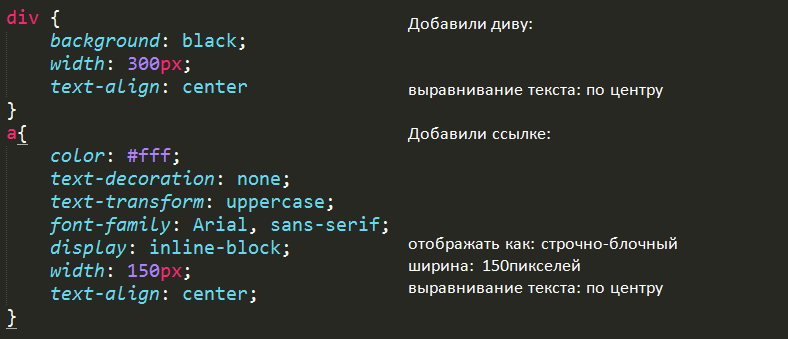 div {
background: black;
width: 300px;
text-align: center
}
a{
color: #fff;
text-decoration: none;
text-transform: uppercase;
font-family: Arial, sans-serif;
display: inline-block;
width: 150px;
text-align: center;
}
Добавили диву:
выравнивание текста: по центру
Добавили ссылке:
отображать как: строчно-блочный
ширина: 150пикселей
выравнивание текста: по центру